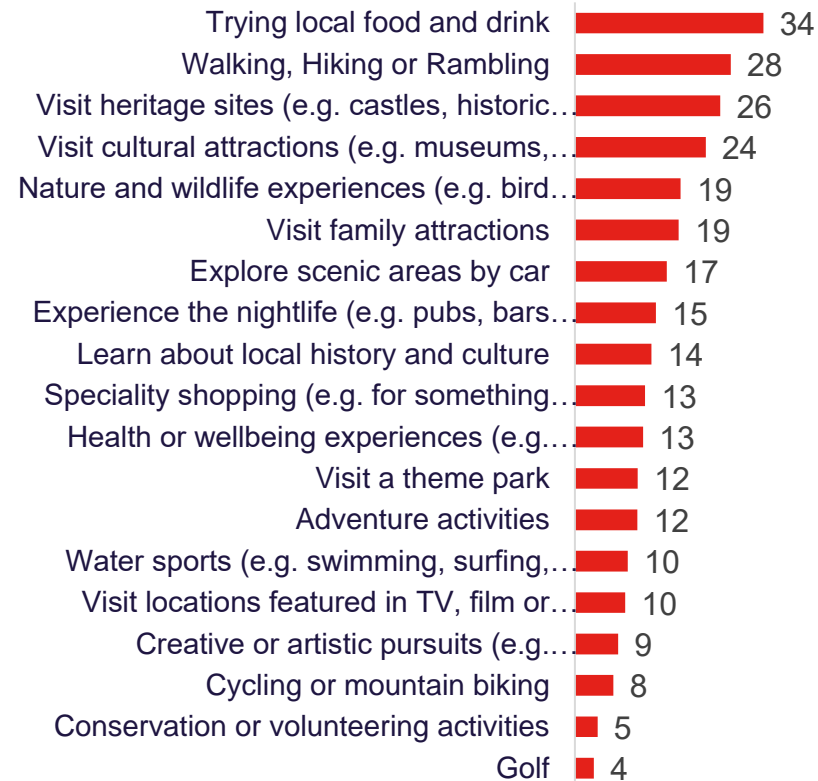 Trying local food and drink 34
Walking, Hiking or Rambling 28
Visit heritage sites (e.g. castles, historic… 26
Visit cultural attractions (e.g. museums,… 24
Nature and wildlife experiences (e.g. bird… 19
Visit family attractions 19
Explore scenic areas by car 17
Experience the nightlife (e.g. pubs, bars… 15
Learn about local history and culture 14
Speciality shopping (e.g. for something… 13
Health or wellbeing experiences (e.g.… 13
Visit a theme park 12
Adventure activities 12
Water sports (e.g. swimming, surfing,… 10
Visit locations featured in TV, film or… 10
Creative or artistic pursuits (e.g.… 9
Cycling or mountain biking 8
Conservation or volunteering activities 5
Golf 4